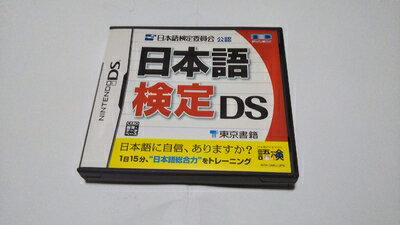 日本語検定委員会 公認
NINTENDO DS
日本語
検定DS
東京書籍
日本語に自信、ありますか？
1日15分、"日本語総合力"をトレーニング